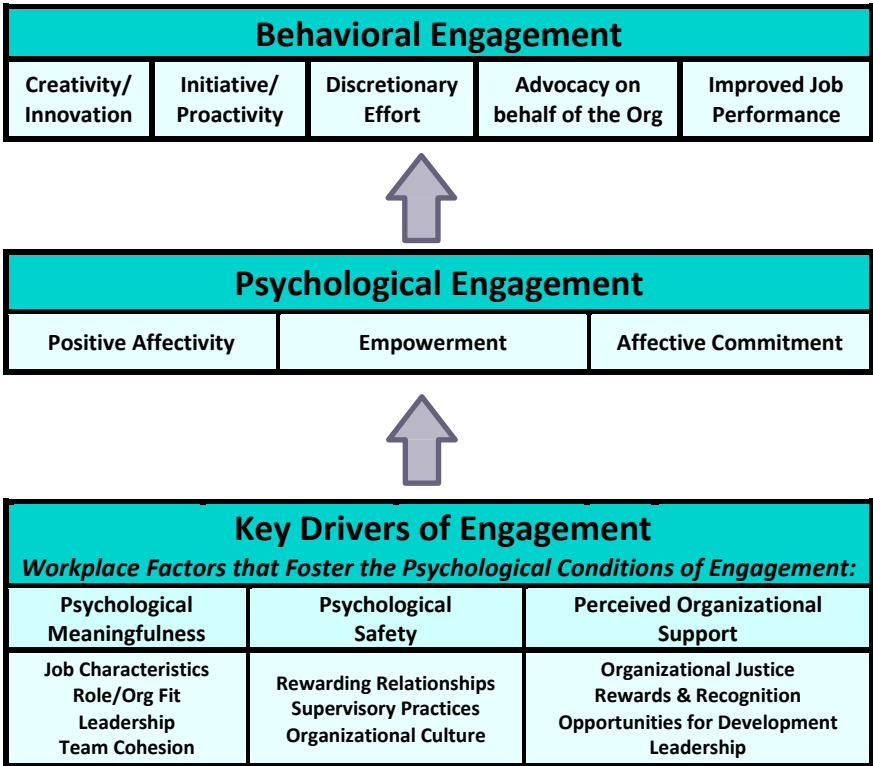 Behavioral Engagement
Creativity/
Innovation
Initiative/
Proactivity
Discretionary
Effort
Advocacy on
behalf of the Org
Improved Job
Performance
Psychological Engagement
Positive Affectivity
Empowerment
Affective Commitment
Key Drivers of Engagement
Workplace Factors that Foster the Psychological Conditions of Engagement:
Psychological
Meaningfulness
Psychological
Safety
Perceived Organizational
Support
Job Characteristics
Role/Org Fit
Leadership
Team Cohesion
Rewarding Relationships
Supervisory Practices
Organizational Culture
Organizational Justice
Rewards & Recognition
Opportunities for Development
Leadership